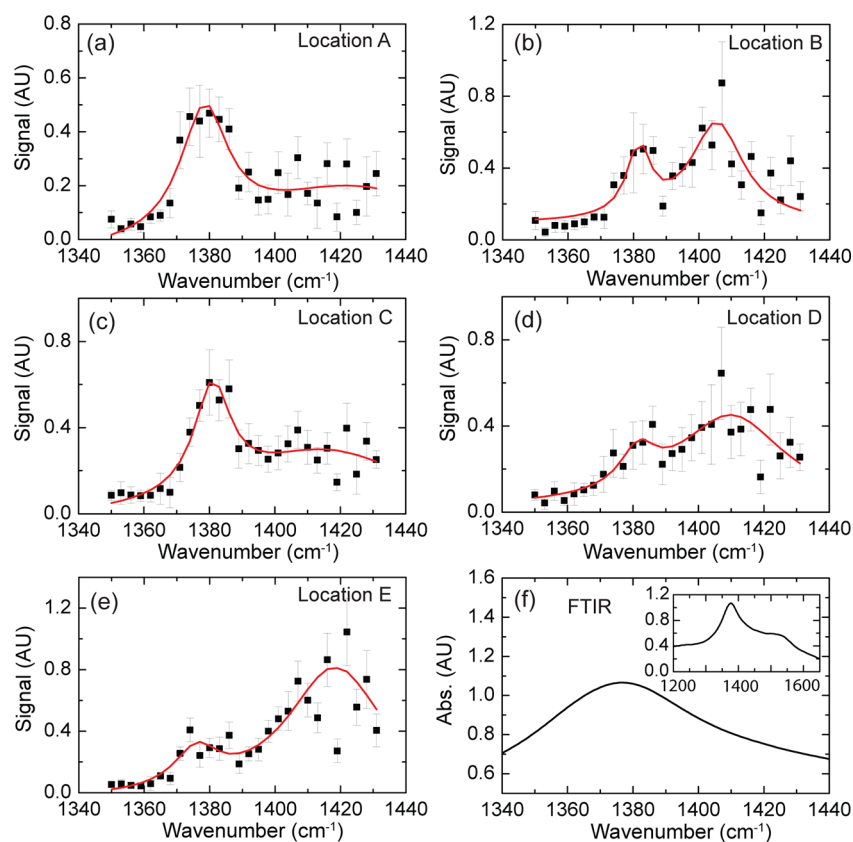 (a) Location A
Signal (AU)
0.8
0.6
0.4
0.2
0.0
1340 1360 1380 1400 1420 1440
Wavenumber (cm-1)
(b) Location B
Signal (AU)
1.2
0.8
0.4
0.0
1340 1360 1380 1400 1420 1440
Wavenumber (cm-1)
(c) Location C
Signal (AU)
0.8
0.4
0.0
1340 1360 1380 1400 1420 1440
Wavenumber (cm-1)
(d) Location D
Signal (AU)
0.8
0.4
0.0
1340 1360 1380 1400 1420 1440
Wavenumber (cm-1)
(e) Location E
Signal (AU)
1.2
0.8
0.4
0.0
1340 1360 1380 1400 1420 1440
Wavenumber (cm-1)
(f) FTIR
Abs. (AU)
1.6
1.4
1.2
1.0
0.8
0.6
1.2
0.8
0.4
0.0
1200 1400 1600
1340 1360 1380 1400 1420 1440
Wavenumber (cm-1)